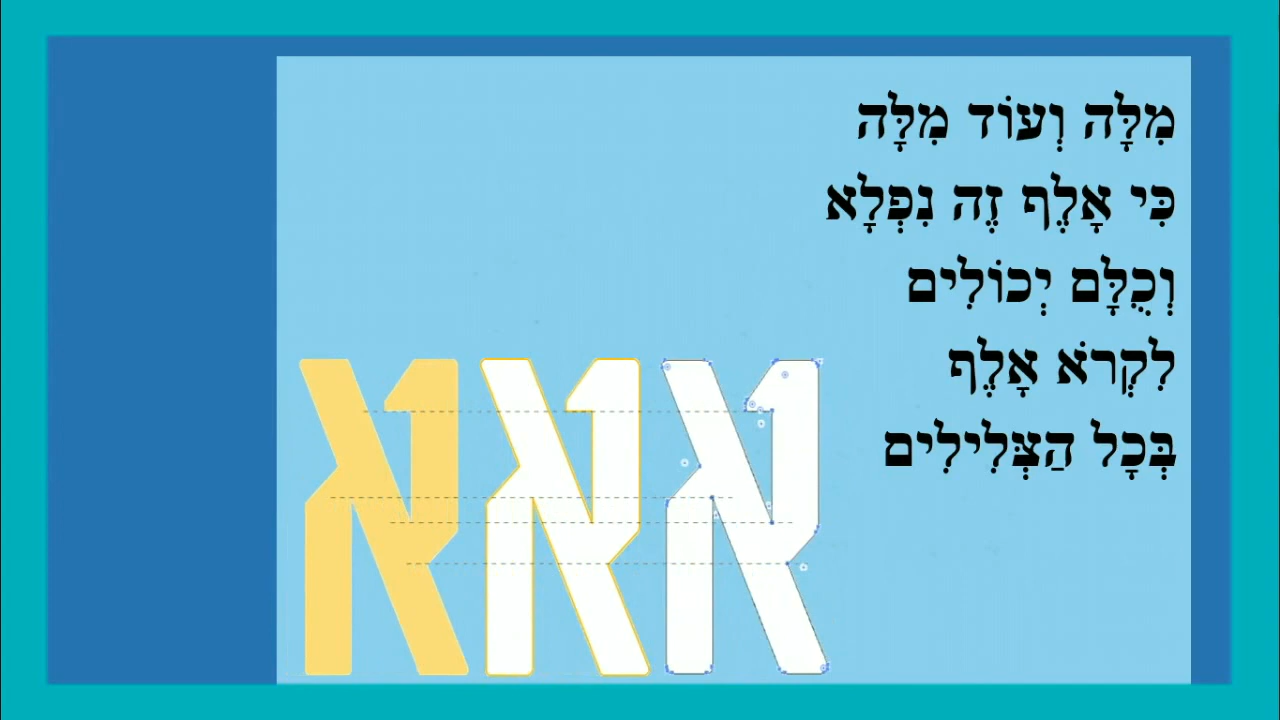 מִלָּה וְעוֹד מִלָּה
כִּי אָלֶף זֶה נִפְלָא
וְכֻלָּם יְכוֹלִים
לִקְרֹא אָלֶף
בְּכָל הַצְּלִילִים
אאא